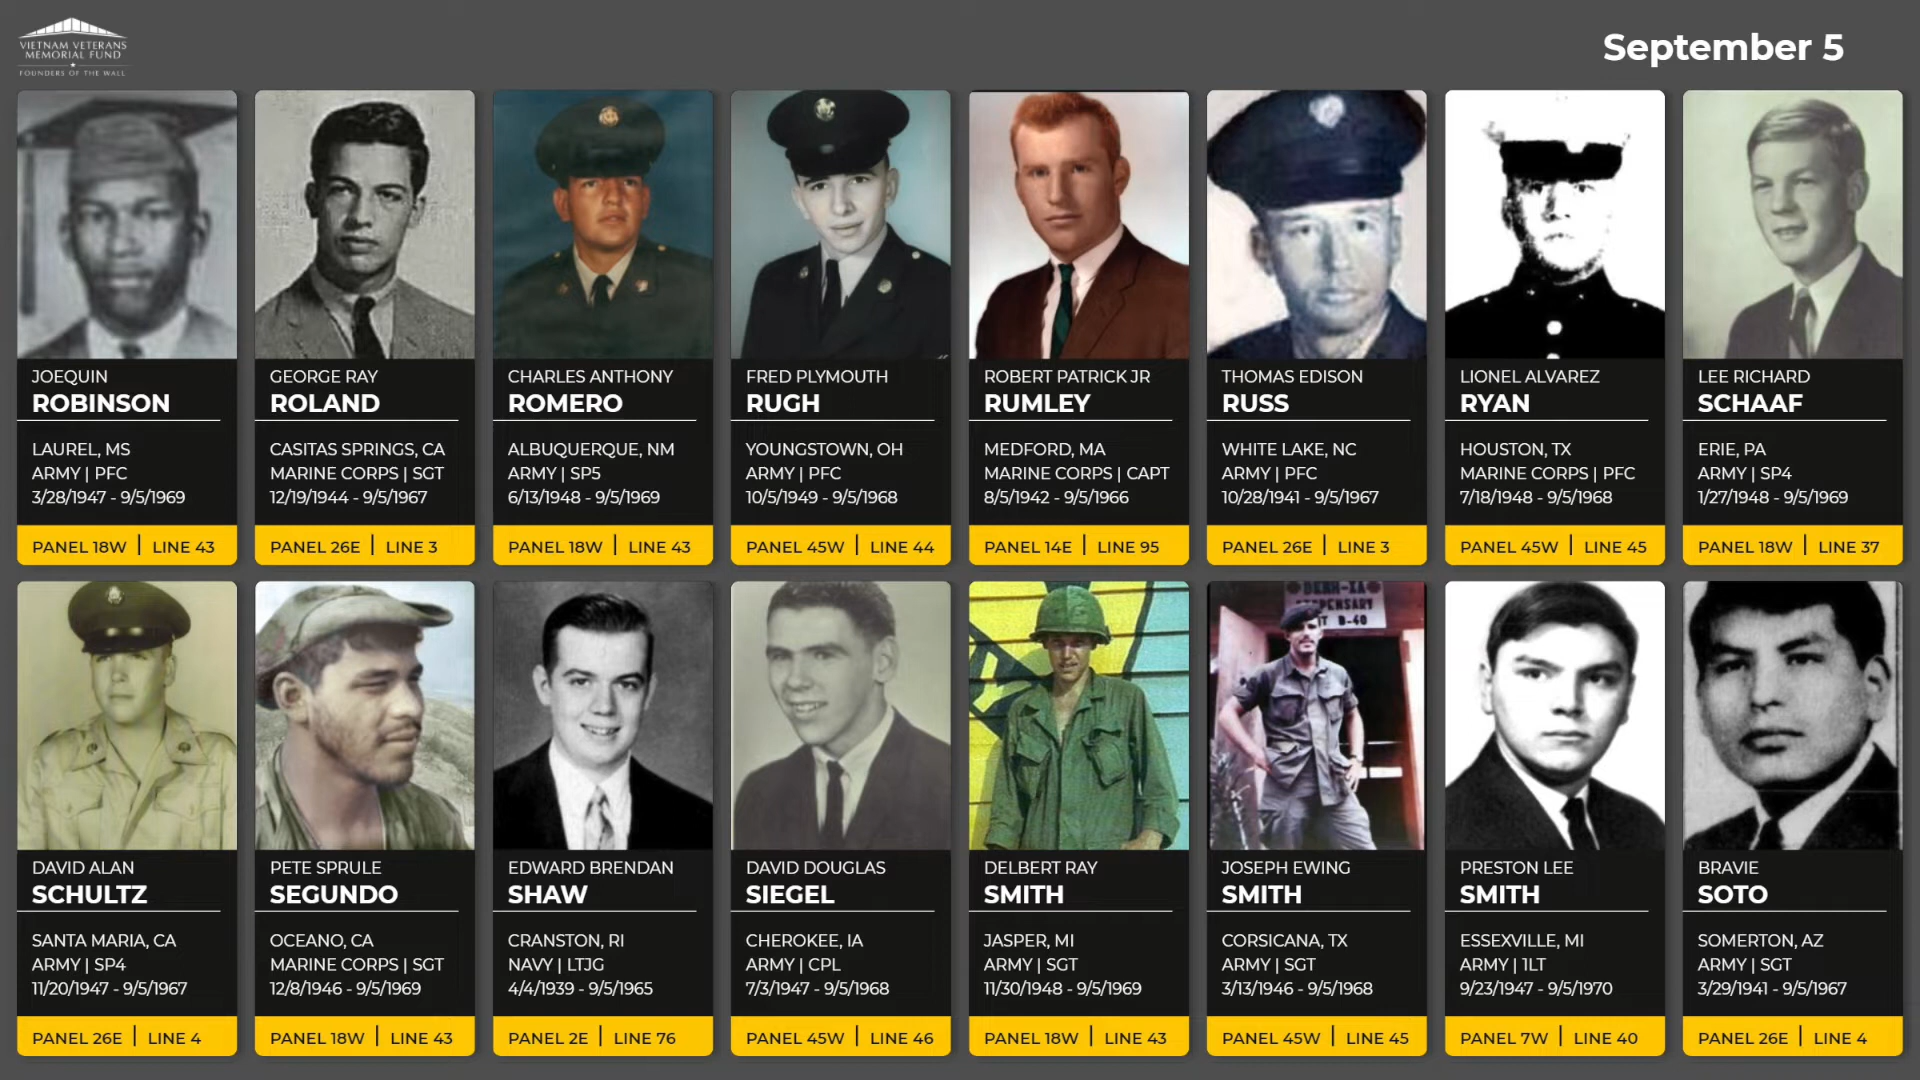 VIETNAM VETERANS
MEMORIAL FUND
FOUNDERS OF THE WALL
September 5
JOEQUIN
ROBINSON
LAUREL, MS
ARMY | PFC
3/28/1947 - 9/5/1969
PANEL 18W | LINE 43
GEORGE RAY
ROLAND
CASITAS SPRINGS, CA
MARINE CORPS | SGT
12/19/1944 - 9/5/1967
PANEL 26E | LINE 3
CHARLES ANTHONY
ROMERO
ALBUQUERQUE, NM
ARMY | SP5
6/13/1948 - 9/5/1969
PANEL 18W | LINE 43
FRED PLYMOUTH
RUGH
YOUNGSTOWN, OH
ARMY | PFC
10/5/1949 - 9/5/1968
PANEL 45W | LINE 44
ROBERT PATRICK JR
RUMLEY
MEDFORD, MA
MARINE CORPS | CAPT
8/5/1942 - 9/5/1966
PANEL 14E | LINE 95
THOMAS EDISON
RUSS
WHITE LAKE, NC
ARMY | PFC
10/28/1941 - 9/5/1967
PANEL 26E | LINE 3
LIONEL ALVAREZ
RYAN
HOUSTON, TX
MARINE CORPS | PFC
7/18/1948 - 9/5/1968
PANEL 45W | LINE 45
LEE RICHARD
SCHAAF
ERIE, PA
ARMY | SP4
1/27/1948 - 9/5/1969
PANEL 18W | LINE 37
DAVID ALAN
SCHULTZ
SANTA MARIA, CA
ARMY | SP4
11/20/1947 - 9/5/1967
PANEL 26E | LINE 4
PETE SPRULE
SEGUNDO
OCEANO, CA
MARINE CORPS | SGT
12/8/1946 - 9/5/1969
PANEL 18W | LINE 43
EDWARD BRENDAN
SHAW
CRANSTON, RI
NAVY | LTJG
4/4/1939 - 9/5/1965
PANEL 2E | LINE 76
DAVID DOUGLAS
SIEGEL
CHEROKEE, IA
ARMY | CPL
7/3/1947 - 9/5/1968
PANEL 45W | LINE 46
DELBERT RAY
SMITH
JASPER, MI
ARMY | SGT
11/30/1948 - 9/5/1969
PANEL 18W | LINE 43
B-40
JOSEPH EWING
SMITH
CORSICANA, TX
ARMY | SGT
3/13/1946 - 9/5/1968
PANEL 45W | LINE 45
PRESTON LEE
SMITH
ESSEXVILLE, MI
ARMY | 1LT
9/23/1947 - 9/5/1970
PANEL 7W | LINE 40
BRAVIE
SOTO
SOMERTON, AZ
ARMY | SGT
3/29/1941 - 9/5/1967
PANEL 26E | LINE 4